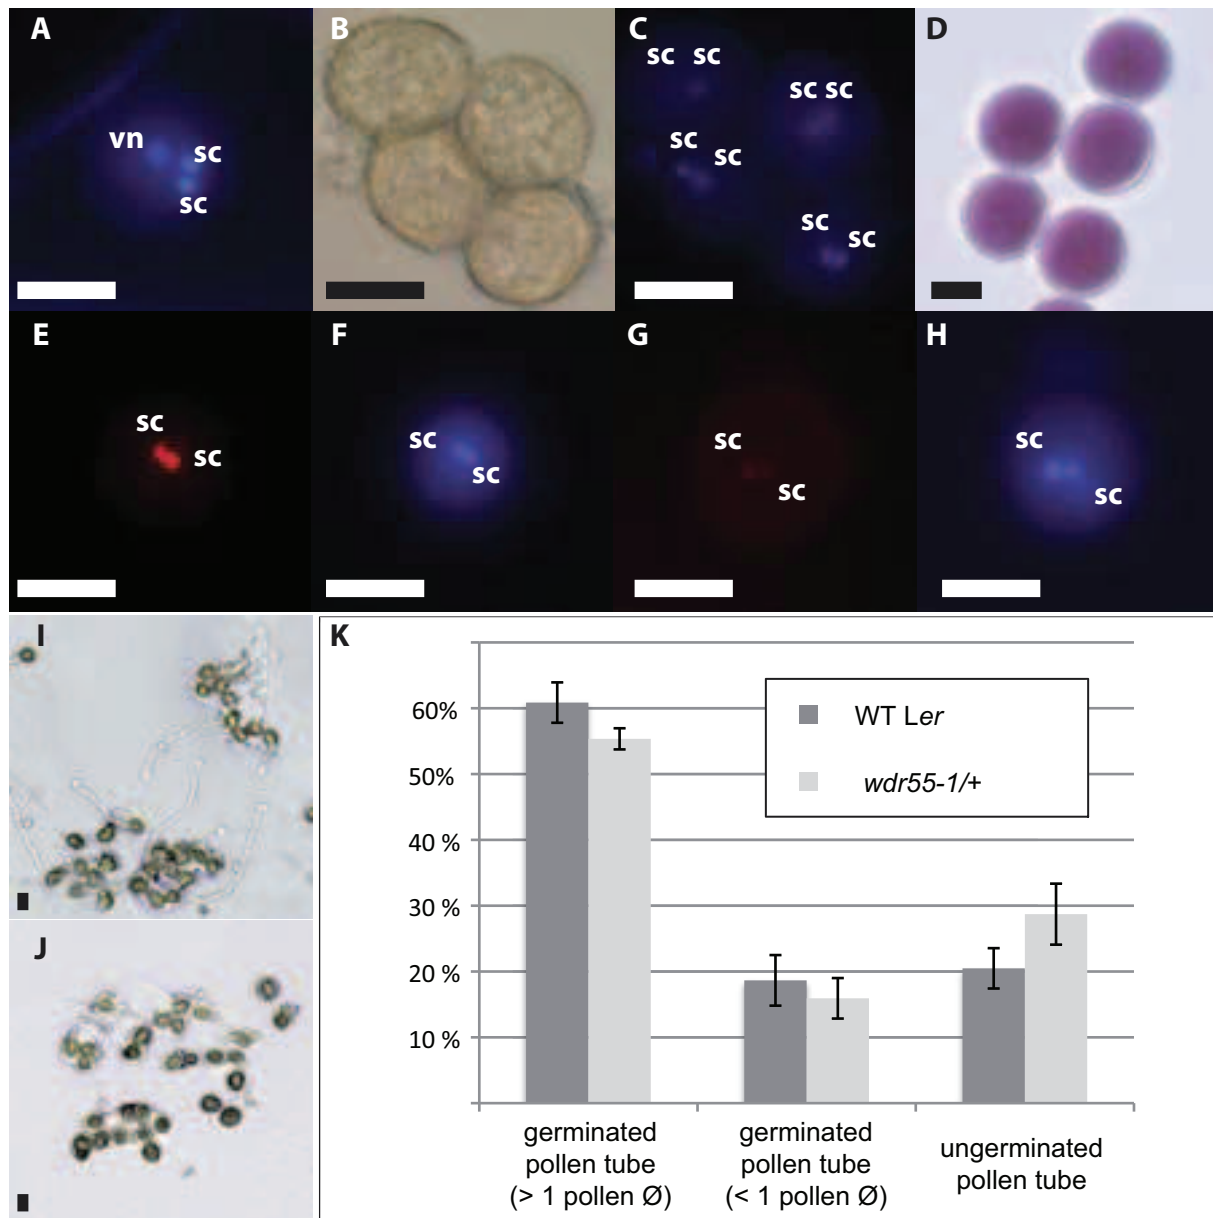 A
vn
sc
sc
B
C
sc sc
sc sc
sc
sc
sc
sc
D
E
sc
sc
F
sc
sc
G
sc
sc
H
sc
sc
I
J
K
60%
50%
40 %
30 %
20 %
10 %
WT Ler
wdr55-1/+
germinated
pollen tube
(> 1 pollen Ø)
germinated
pollen tube
(< 1 pollen Ø)
ungerminated
pollen tube